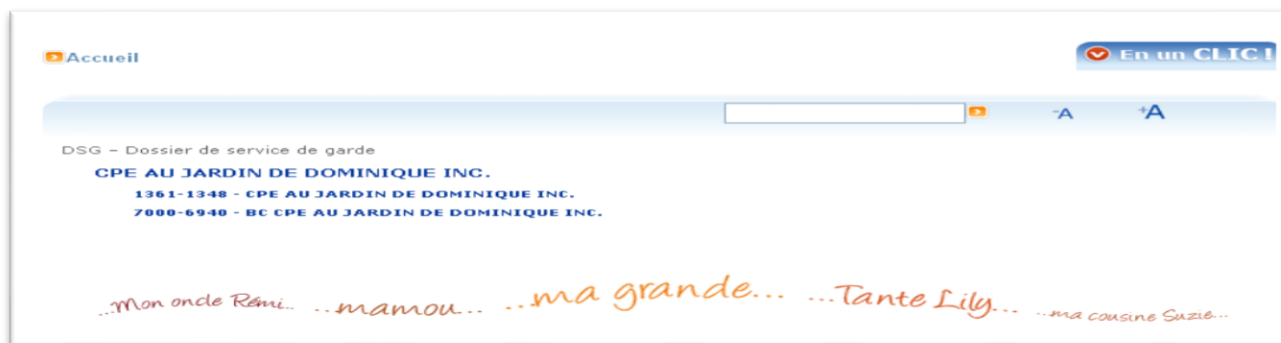 Accueil
En un CLIC !
-A +A
DSG – Dossier de service de garde
CPE AU JARDIN DE DOMINIQUE INC.
1361-1348 - CPE AU JARDIN DE DOMINIQUE INC.
7000-6940 - BC CPE AU JARDIN DE DOMINIQUE INC.
...Mon oncle Rémi... ...mamou... ...ma grande... ...Tante Lily... ...ma cousine Suzie...